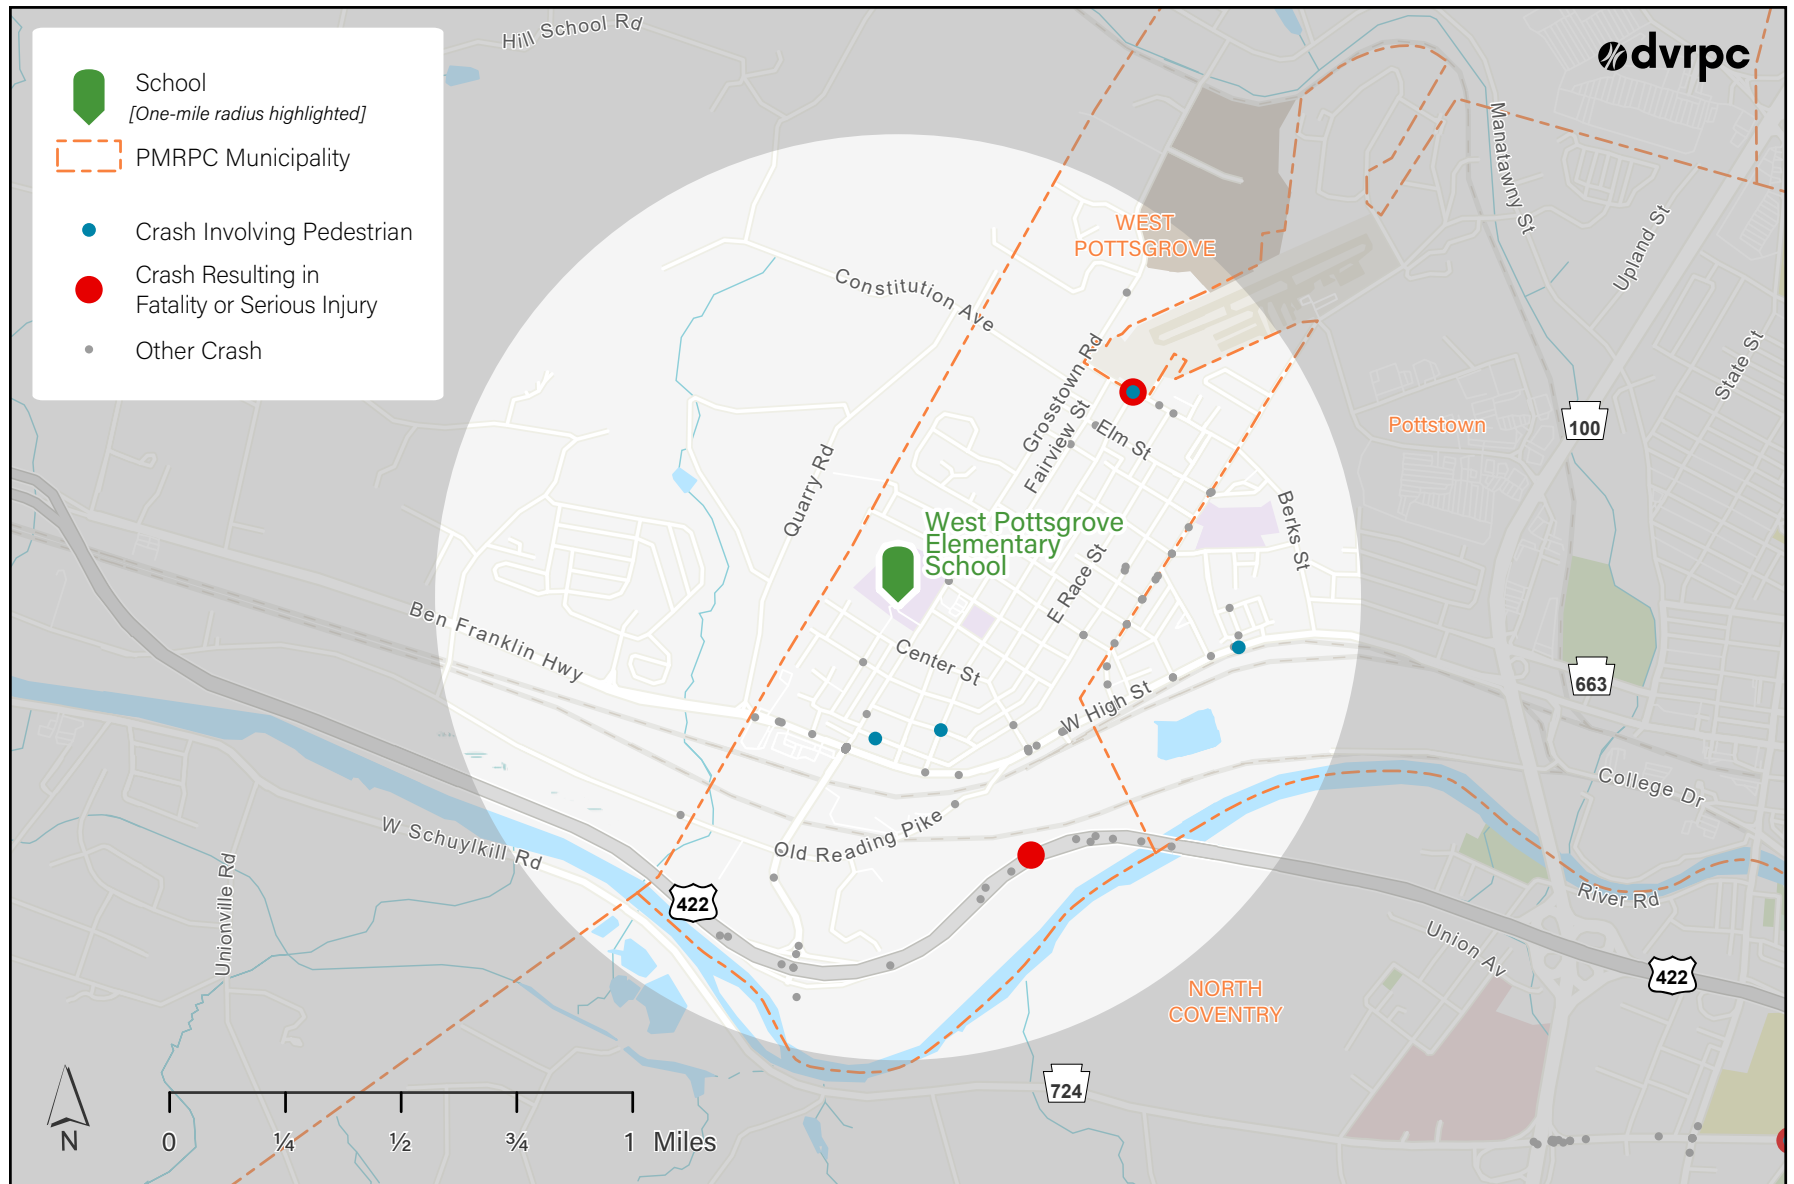 School
[One-mile radius highlighted]
PMRPC Municipality
Crash Involving Pedestrian
Crash Resulting in
Fatality or Serious Injury
Other Crash
dvrpc
Hill School Rd
Manatawny St
Upland St
State St
WEST
POTTSGROVE
Constitution Ave
Grosstown Rd
Fairview St
Elm St
Pottstown
100
Quarry Rd
Berks St
West Pottsgrove
Elementary
School
E Race St
Ben Franklin Hwy
Center St
663
W High St
College Dr
W Schuylkill Rd
Old Reading Pike
Unionville Rd
422
River Rd
Union Av
422
NORTH
COVENTRY
724
N
0 1/4 1/2 3/4 1 Miles